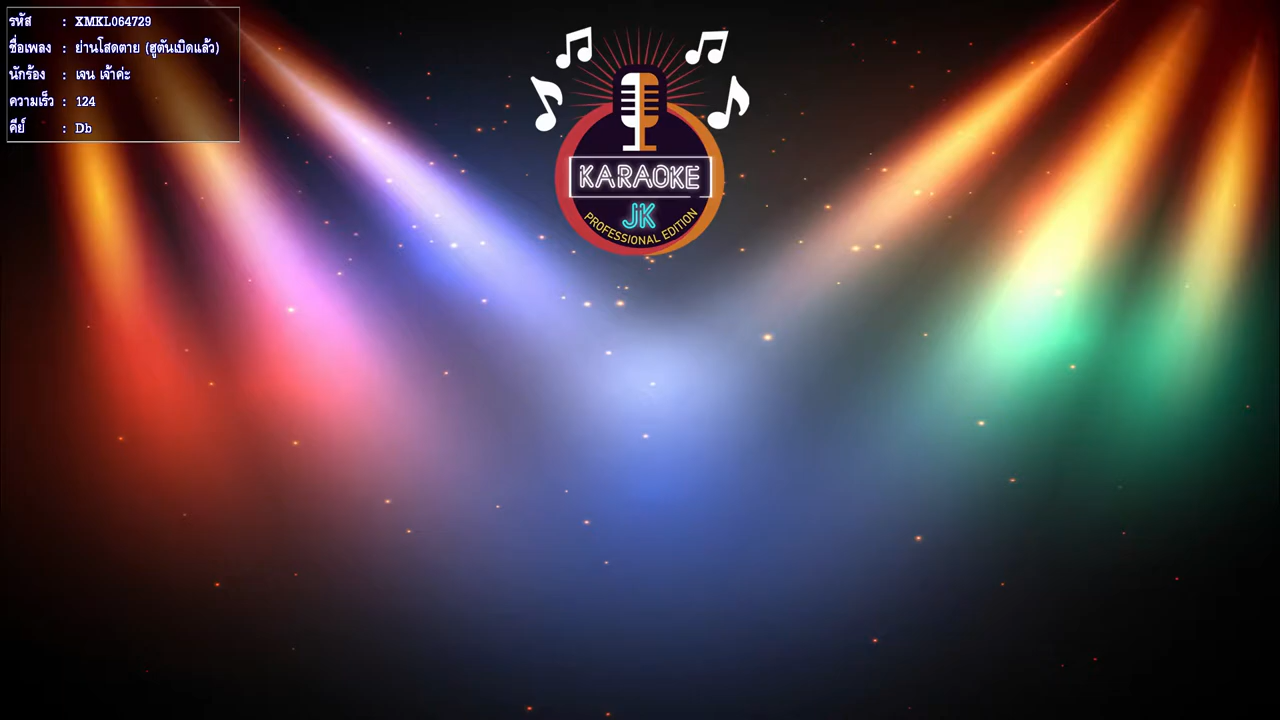 รหัส : XMKL064729
ชื่อเพลง : ย่านโสดตาย (ฮูตันเบิดแล้ว)
นักร้อง : เจน เจ้าค่ะ
ความเร็ว : 124
คีย์ : Db
KARAOKE
JK
PROFESSIONAL EDITION